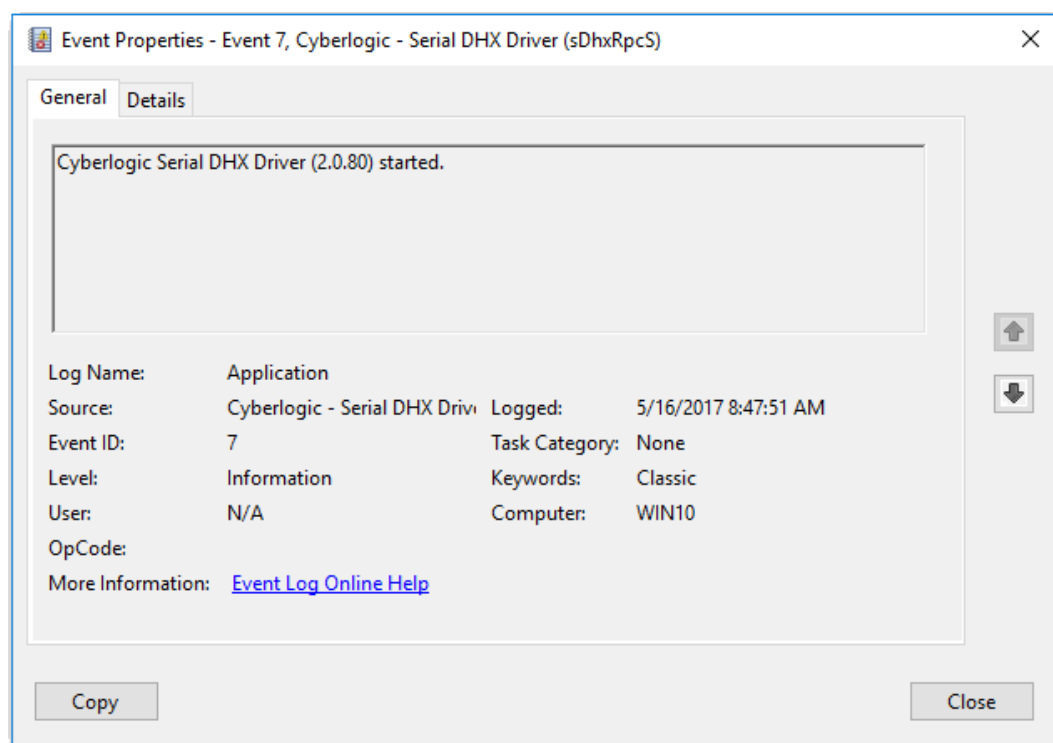 Event Properties - Event 7, Cyberlogic - Serial DHX Driver (sDhxRpcS)
General Details
Cyberlogic Serial DHX Driver (2.0.80) started.
Log Name: Application
Source: Cyberlogic - Serial DHX Drive Logged: 5/16/2017 8:47:51 AM
Event ID: 7 Task Category: None
Level: Information Keywords: Classic
User: N/A Computer: WIN10
OpCode:
More Information: Event Log Online Help
Copy Close